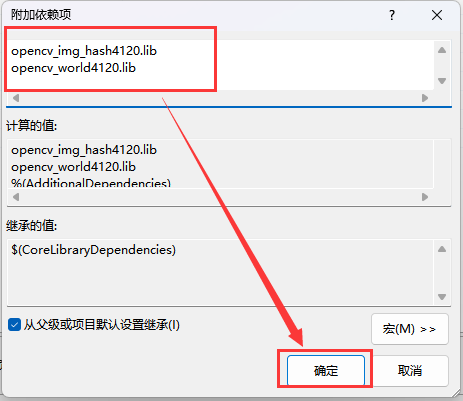 附加依赖项
?
opencv_img_hash4120.lib
opencv_world4120.lib
计算的值:
opencv_img_hash4120.lib
opencv_world4120.lib
%(AdditionalDependencies)
继承的值:
$(CoreLibraryDependencies)
从父级或项目默认设置继承(I)
宏(M) >>
确定
取消